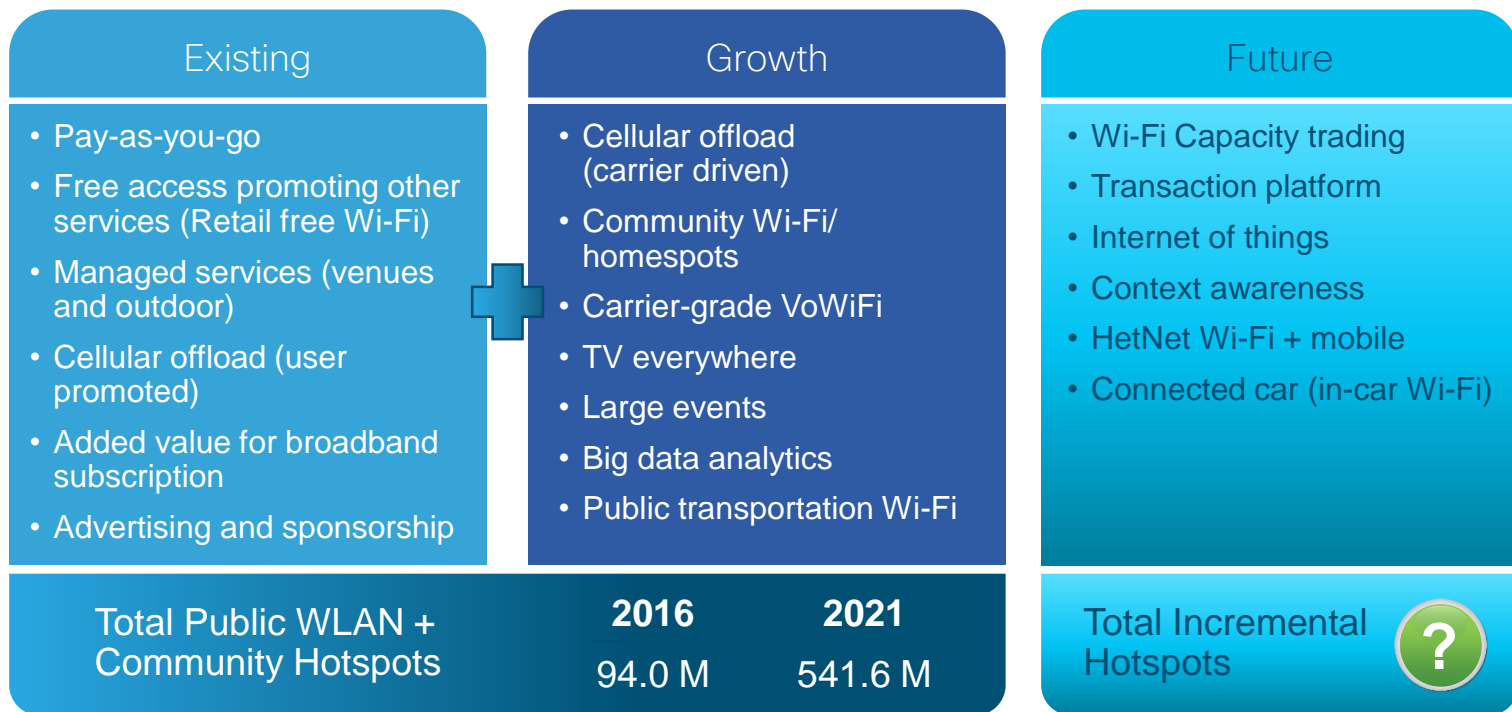 Existing
• Pay-as-you-go
• Free access promoting other
services (Retail free Wi-Fi)
• Managed services (venues
and outdoor)
• Cellular offload (user
promoted)
• Added value for broadband
subscription
• Advertising and sponsorship
Growth
• Cellular offload
(carrier driven)
• Community Wi-Fi/
homespots
• Carrier-grade VoWiFi
• TV everywhere
• Large events
• Big data analytics
• Public transportation Wi-Fi
Future
• Wi-Fi Capacity trading
• Transaction platform
• Internet of things
• Context awareness
• HetNet Wi-Fi + mobile
• Connected car (in-car Wi-Fi)
Total Public WLAN +
Community Hotspots
2016 2021
94.0 M 541.6 M
Total Incremental
Hotspots
?